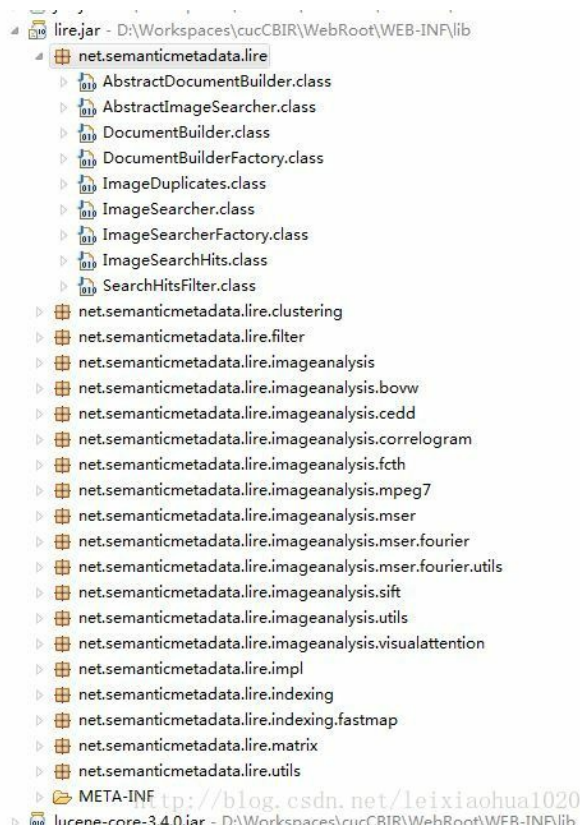 lire.jar - D:\Workspaces\cucCBIR\WebRoot\WEB-INF\lib
net.semanticmetadata.lire
AbstractDocumentBuilder.class
AbstractImageSearcher.class
DocumentBuilder.class
DocumentBuilderFactory.class
ImageDuplicates.class
ImageSearcher.class
ImageSearcherFactory.class
ImageSearchHits.class
SearchHitsFilter.class
net.semanticmetadata.lire.clustering
net.semanticmetadata.lire.filter
net.semanticmetadata.lire.imageanalysis
net.semanticmetadata.lire.imageanalysis.bovw
net.semanticmetadata.lire.imageanalysis.cedd
net.semanticmetadata.lire.imageanalysis.correlogram
net.semanticmetadata.lire.imageanalysis.fcth
net.semanticmetadata.lire.imageanalysis.mpeg7
net.semanticmetadata.lire.imageanalysis.mser
net.semanticmetadata.lire.imageanalysis.mser.fourier
net.semanticmetadata.lire.imageanalysis.mser.fourier.utils
net.semanticmetadata.lire.imageanalysis.sift
net.semanticmetadata.lire.imageanalysis.utils
net.semanticmetadata.lire.imageanalysis.visualattention
net.semanticmetadata.lire.impl
net.semanticmetadata.lire.indexing
net.semanticmetadata.lire.indexing.fastmap
net.semanticmetadata.lire.matrix
net.semanticmetadata.lire.utils
META-INF
http://blog.csdn.net/leixiaohua1020
lucene-core-3.4.0.jar - D:\Workspaces\cucCBIR\WebRoot\WEB-INF\lib